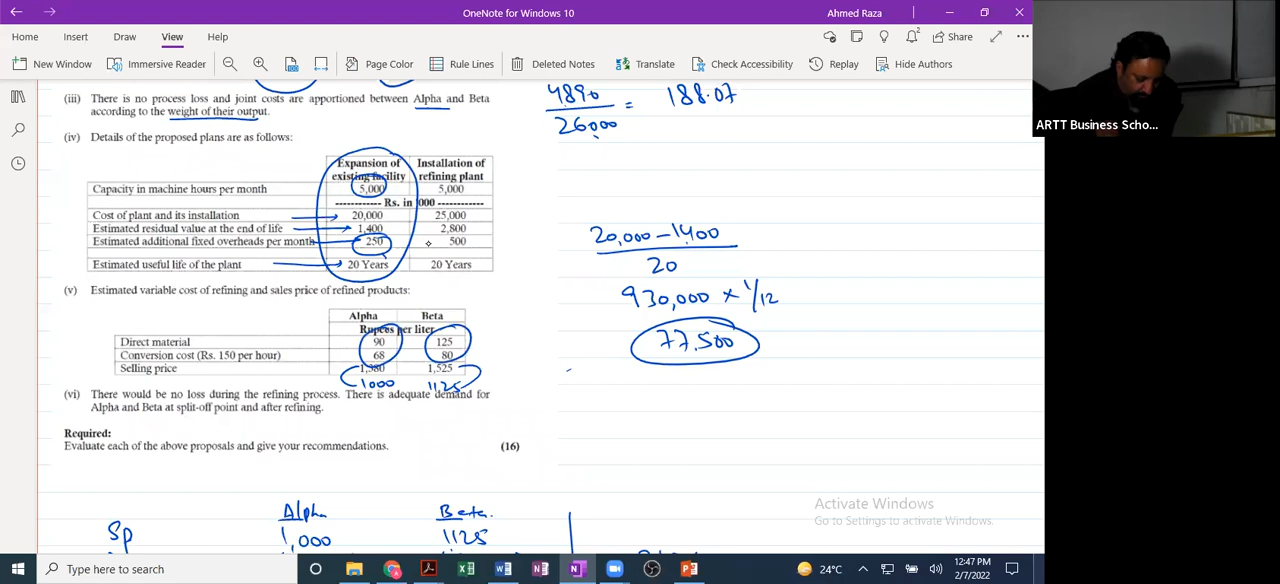 OneNote for Windows 10
Ahmed Raza
Home Insert Draw View Help
Share
New Window Immersive Reader Page Color Rule Lines Deleted Notes Translate Check Accessibility Replay Hide Authors
ARTT Business Scho...
(iii) There is no process loss and joint costs are apportioned between Alpha and Beta
according to the weight of their output.
4890
26000
= 188.07
(iv) Details of the proposed plans are as follows:
Expansion of existing facility Installation of refining plant
Capacity in machine hours per month 5,000 5,000
------------ Rs. in '000 ------------
Cost of plant and its installation 20,000 25,000
Estimated residual value at the end of life 1,400 2,800
Estimated additional fixed overheads per month 250 500
Estimated useful life of the plant 20 Years 20 Years
20,000 - 1400
20
930,000 × 1/12
77,500
(v) Estimated variable cost of refining and sales price of refined products:
Alpha Beta
Rupees per liter
Direct material 90 125
Conversion cost (Rs. 150 per hour) 68 80
Selling price 1,380 1,525
1000 1125
(vi) There would be no loss during the refining process. There is adequate demand for
Alpha and Beta at split-off point and after refining.
Required:
Evaluate each of the above proposals and give your recommendations. (16)
Alpha Beta
Sp 1,000 1125
Activate Windows
Go to Settings to activate Windows.
Type here to search
24°C
12:47 PM
2/7/2022